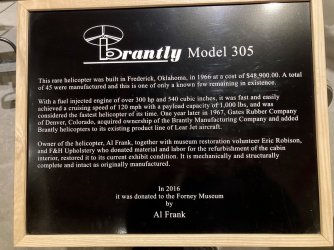 Brantly Model 305
This rare helicopter was built in Frederick, Oklahoma, in 1966 at a cost of $48,900.00. A total
of 45 were manufactured and this is one of only a known few remaining in existence.
With a fuel injected engine of over 300 hp and 540 cubic inches, it was fast and easily
achieved a cruising speed of 120 mph with a payload capacity of 1,000 lbs, and was
considered the fastest helicopter of its time. One year later in 1967, Gates Rubber Company
of Denver, Colorado, acquired ownership of the Brantly Manufacturing Company and added
Brantly helicopters to its existing product line of Lear Jet aircraft.
Owner of the helicopter, Al Frank, together with museum restoration volunteer Eric Robison,
and F&H Upholstery who donated material and labor for the refurbishment of the cabin
interior, restored it to its current exhibit condition. It is mechanically and structurally
complete and intact as originally manufactured.
In 2016
it was donated to the Forney Museum
by
Al Frank